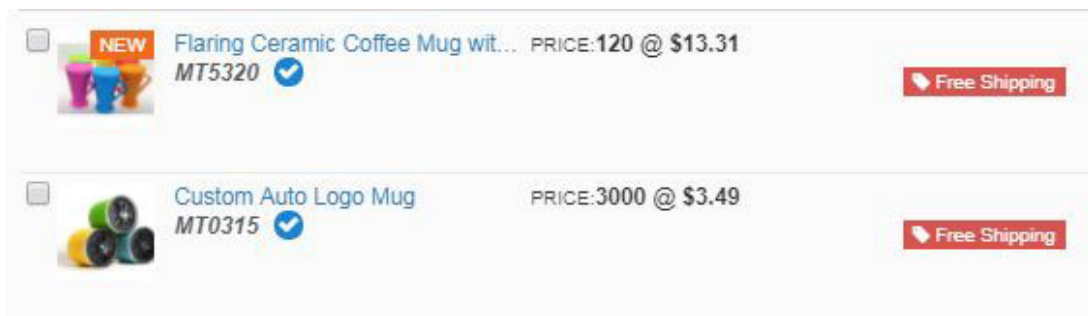 NEW
Flaring Ceramic Coffee Mug wit... PRICE:120 @ $13.31
MT5320
Free Shipping
Custom Auto Logo Mug PRICE:3000 @ $3.49
MT0315
Free Shipping